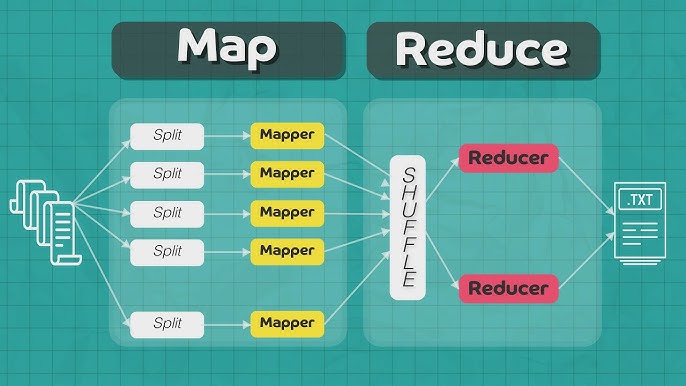 Map
Reduce
Split
Mapper
Split
Mapper
Split
Mapper
Split
Mapper
Split
Mapper
SHUFFLE
Reducer
Reducer
.TXT